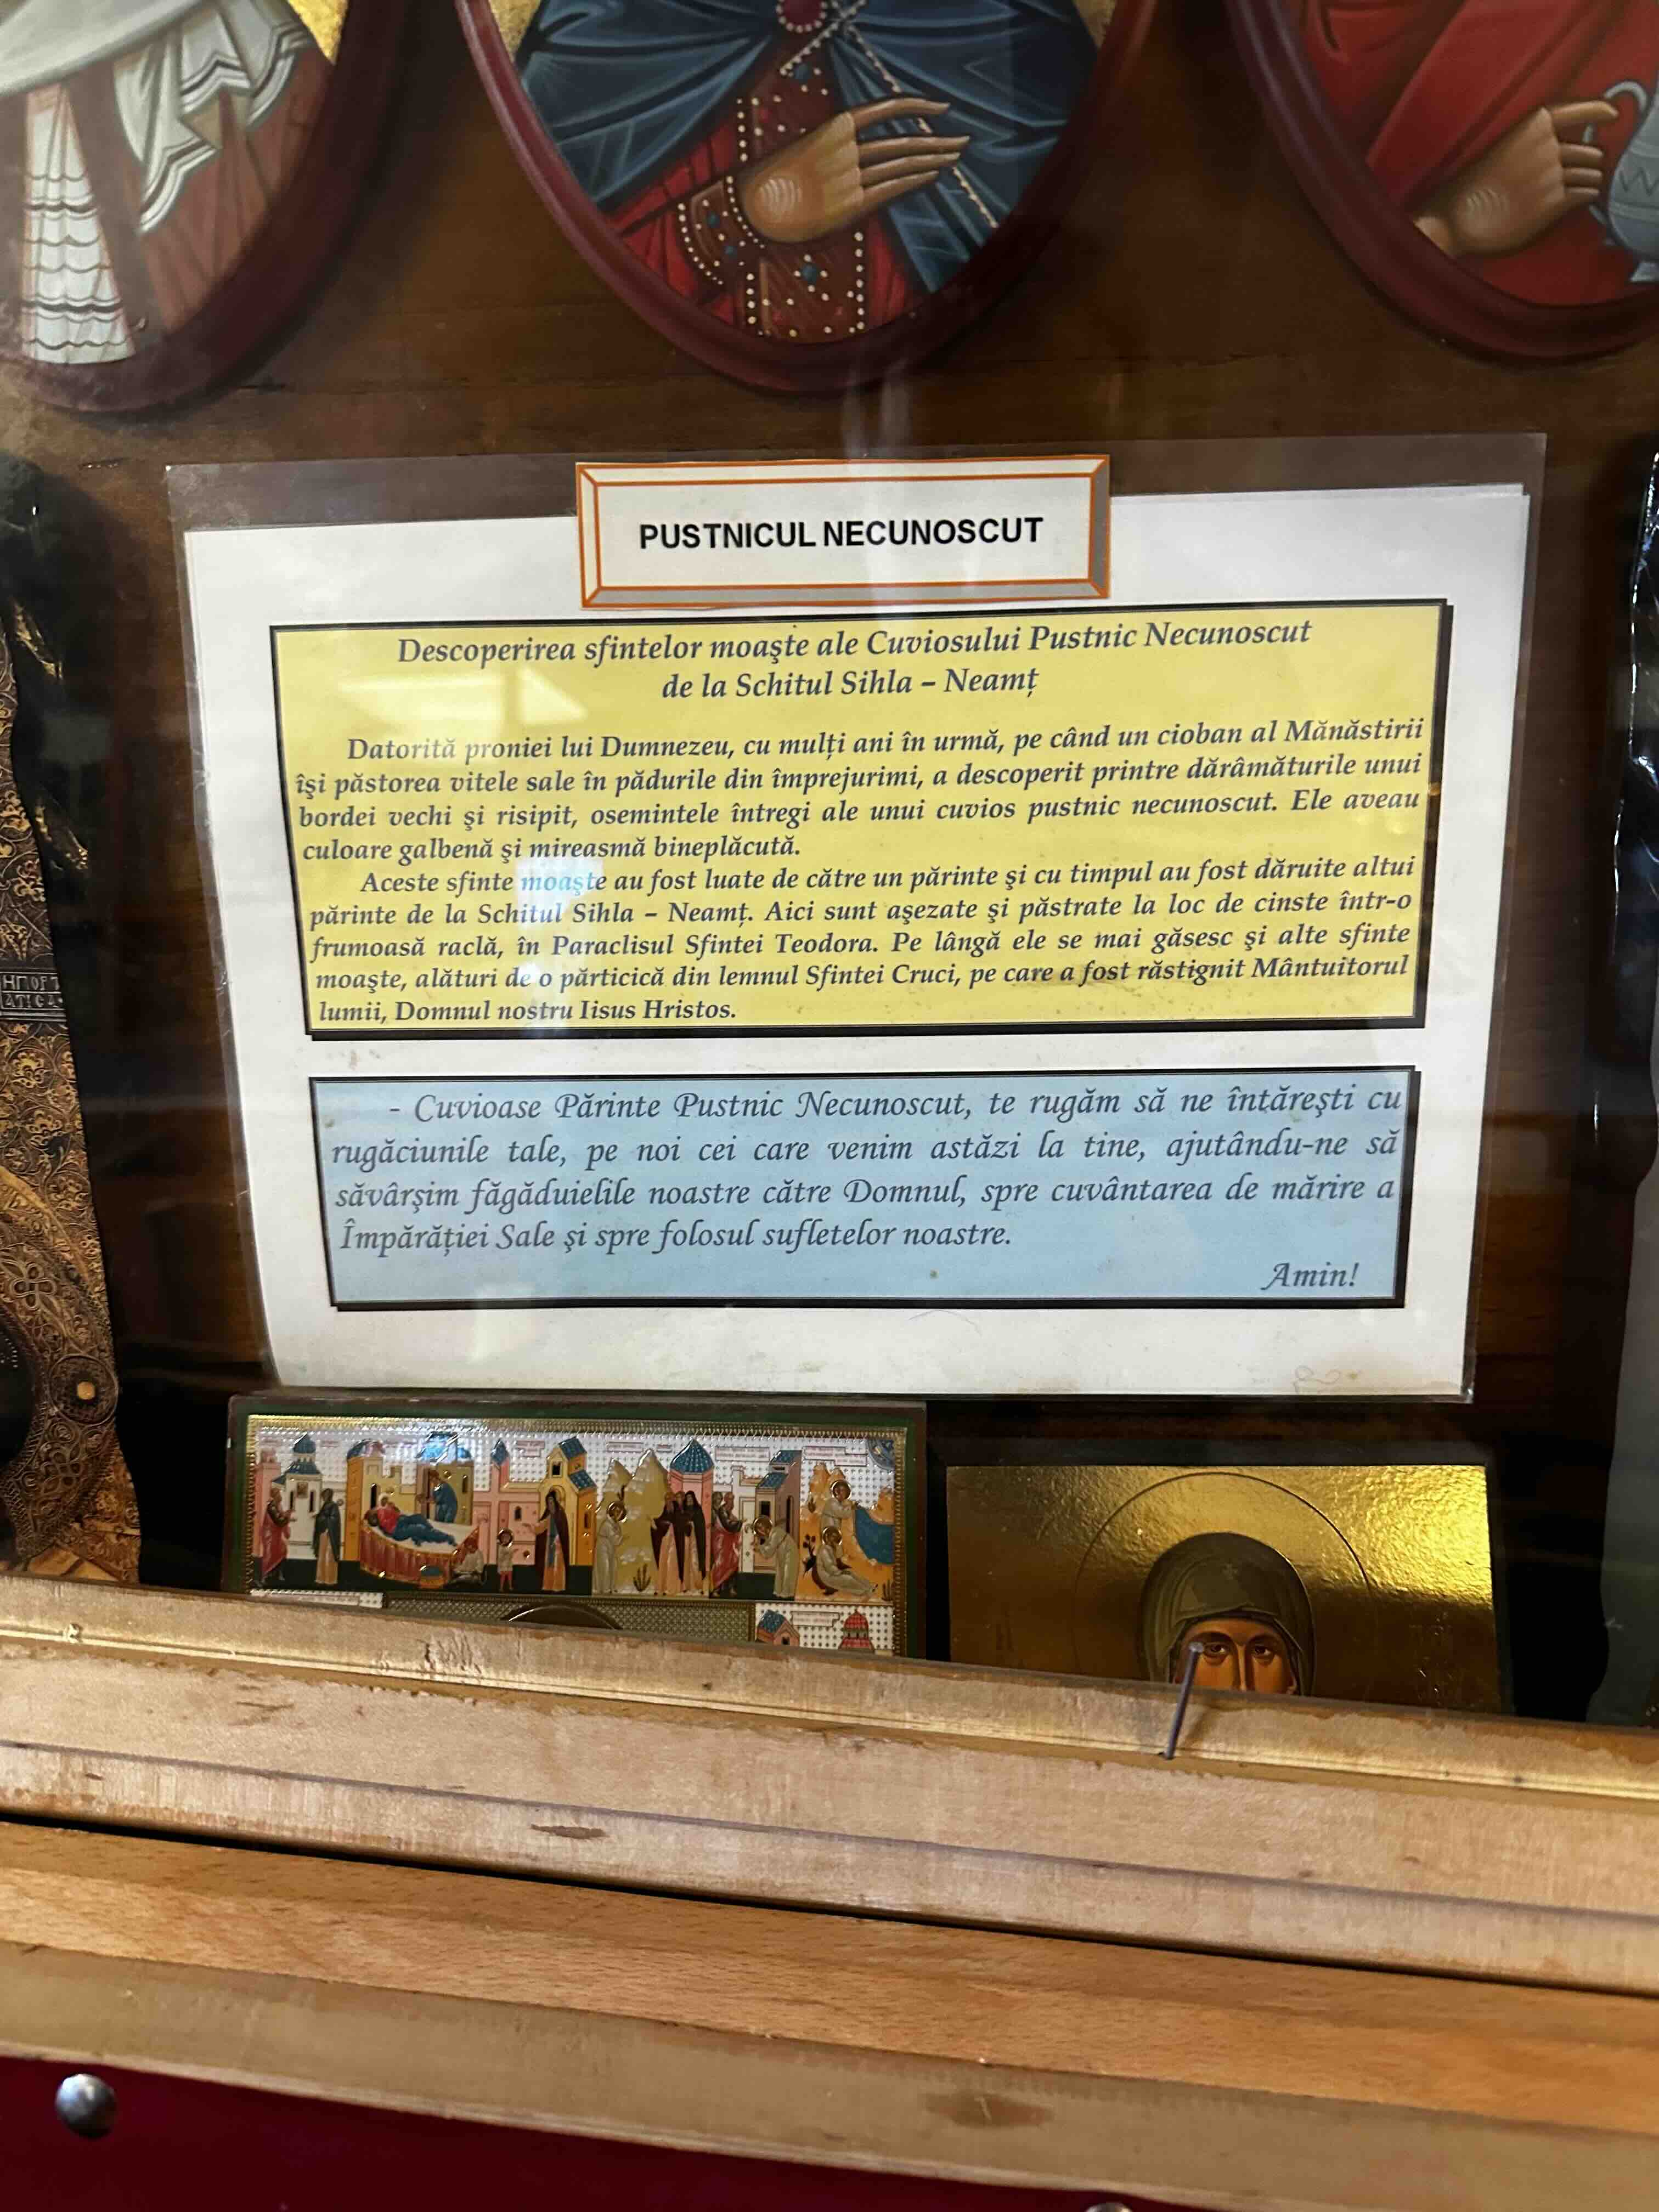 PUSTNICUL NECUNOSCUT
Descoperirea sfintelor moaşte ale Cuviosului Pustnic Necunoscut
de la Schitul Sihla – Neamţ
Datorită proniei lui Dumnezeu, cu mulţi ani în urmă, pe când un cioban al Mănăstirii
îşi păstorea vitele sale în pădurile din împrejurimi, a descoperit printre dărâmăturile unui
bordei vechi şi risipit, osemintele întregi ale unui cuvios pustnic necunoscut. Ele aveau
culoare galbenă şi mireasmă bineplăcută.
Aceste sfinte moaşte au fost luate de către un părinte şi cu timpul au fost dăruite altui
părinte de la Schitul Sihla – Neamţ. Aici sunt aşezate şi păstrate la loc de cinste într-o
frumoasă raclă, în Paraclisul Sfintei Teodora. Pe lângă ele se mai găsesc şi alte sfinte
moaşte, alături de o părticică din lemnul Sfintei Cruci, pe care a fost răstignit Mântuitorul
lumii, Domnul nostru Iisus Hristos.
- Cuvioase Părinte Pustnic Necunoscut, te rugăm să ne întăreşti cu
rugăciunile tale, pe noi cei care venim astăzi la tine, ajutându-ne să
săvârşim făgăduielile noastre către Domnul, spre cuvântarea de mărire a
Împărăţiei Sale şi spre folosul sufletelor noastre.
Amin!